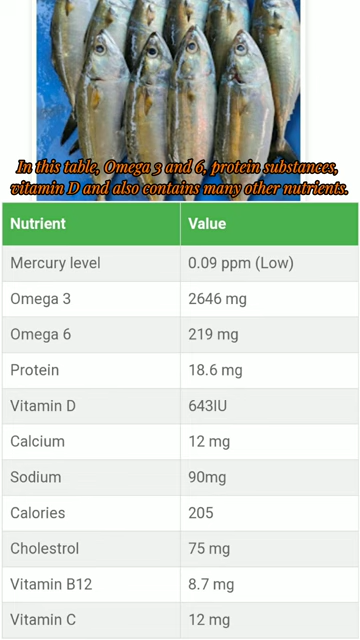 In this table, Omega 3 and 6, protein substances,
vitamin D and also contains many other nutrients.
Nutrient Value
Mercury level 0.09 ppm (Low)
Omega 3 2646 mg
Omega 6 219 mg
Protein 18.6 mg
Vitamin D 643IU
Calcium 12 mg
Sodium 90mg
Calories 205
Cholestrol 75 mg
Vitamin B12 8.7 mg
Vitamin C 12 mg